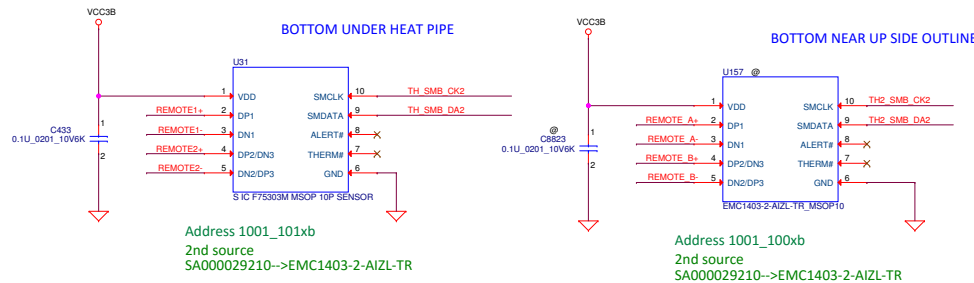 VCC3B
BOTTOM UNDER HEAT PIPE
U31
1 VDD SMCLK 10 TH_SMB_CK2
REMOTE1+ 2 DP1 SMDATA 9 TH_SMB_DA2
REMOTE1- 3 DN1 ALERT# 8
REMOTE2+ 4 DP2/DN3 THERM# 7
REMOTE2- 5 DN2/DP3 GND 6
C433
0.1U_0201_10V6K
1
2
S IC F75303M MSOP 10P SENSOR
Address 1001_101xb
2nd source
SA000029210-->EMC1403-2-AIZL-TR
VCC3B
BOTTOM NEAR UP SIDE OUTLINE
U157 @
1 VDD SMCLK 10 TH2_SMB_CK2
REMOTE_A+ 2 DP1 SMDATA 9 TH2_SMB_DA2
REMOTE_A- 3 DN1 ALERT# 8
REMOTE_B+ 4 DP2/DN3 THERM# 7
REMOTE_B- 5 DN2/DP3 GND 6
@
C8823
0.1U_0201_10V6K
1
2
EMC1403-2-AIZL-TR_MSOP10
Address 1001_100xb
2nd source
SA000029210-->EMC1403-2-AIZL-TR